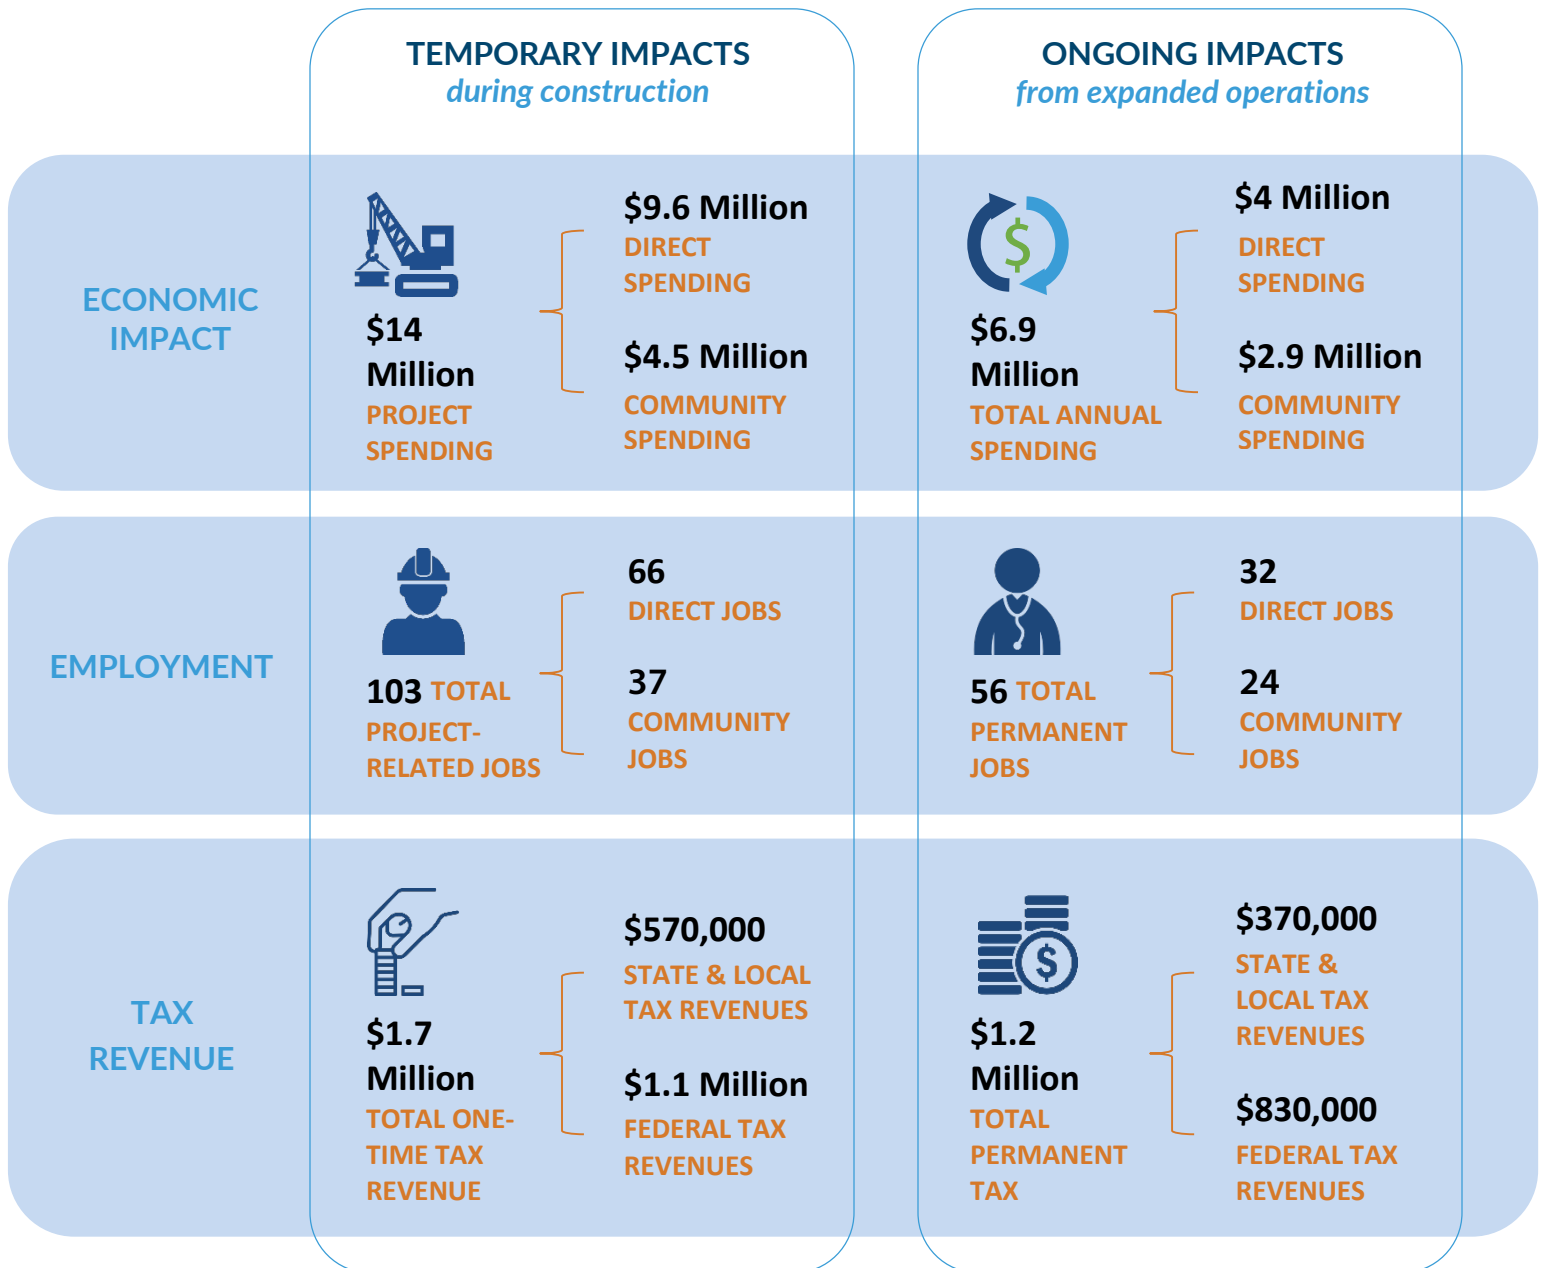 TEMPORARY IMPACTS
during construction
ONGOING IMPACTS
from expanded operations
ECONOMIC
IMPACT
$14
Million
PROJECT
SPENDING
$9.6 Million
DIRECT
SPENDING
$4.5 Million
COMMUNITY
SPENDING
$
$6.9
Million
TOTAL ANNUAL
SPENDING
$4 Million
DIRECT
SPENDING
$2.9 Million
COMMUNITY
SPENDING
EMPLOYMENT
103 TOTAL
PROJECT-
RELATED JOBS
66
DIRECT JOBS
37
COMMUNITY
JOBS
56 TOTAL
PERMANENT
JOBS
32
DIRECT JOBS
24
COMMUNITY
JOBS
TAX
REVENUE
$1.7
Million
TOTAL ONE-
TIME TAX
REVENUE
$570,000
STATE & LOCAL
TAX REVENUES
$1.1 Million
FEDERAL TAX
REVENUES
$
$1.2
Million
TOTAL
PERMANENT
TAX
$370,000
STATE &
LOCAL TAX
REVENUES
$830,000
FEDERAL TAX
REVENUES